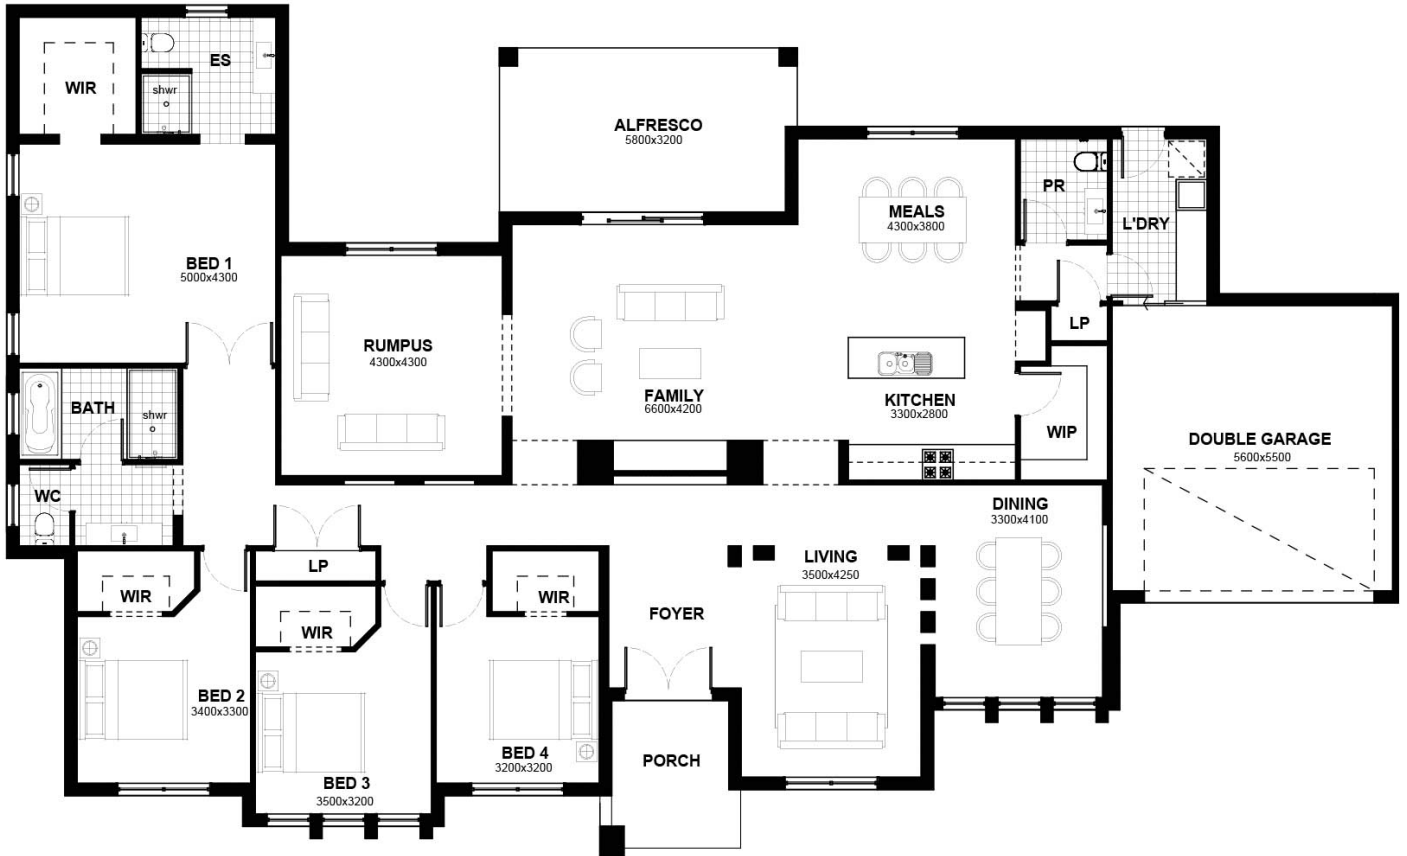 ES
WIR
shwr
ALFRESCO
5800x3200
PR
MEALS
4300x3800
L'DRY
BED 1
5000x4300
LP
RUMPUS
4300x4300
FAMILY
6600x4200
KITCHEN
3300x2800
BATH
shwr
WIP
DOUBLE GARAGE
5600x5500
WC
DINING
3300x4100
LIVING
3500x4250
LP
WIR
WIR
WIR
FOYER
BED 2
3400x3300
BED 4
3200x3200
PORCH
BED 3
3500x3200